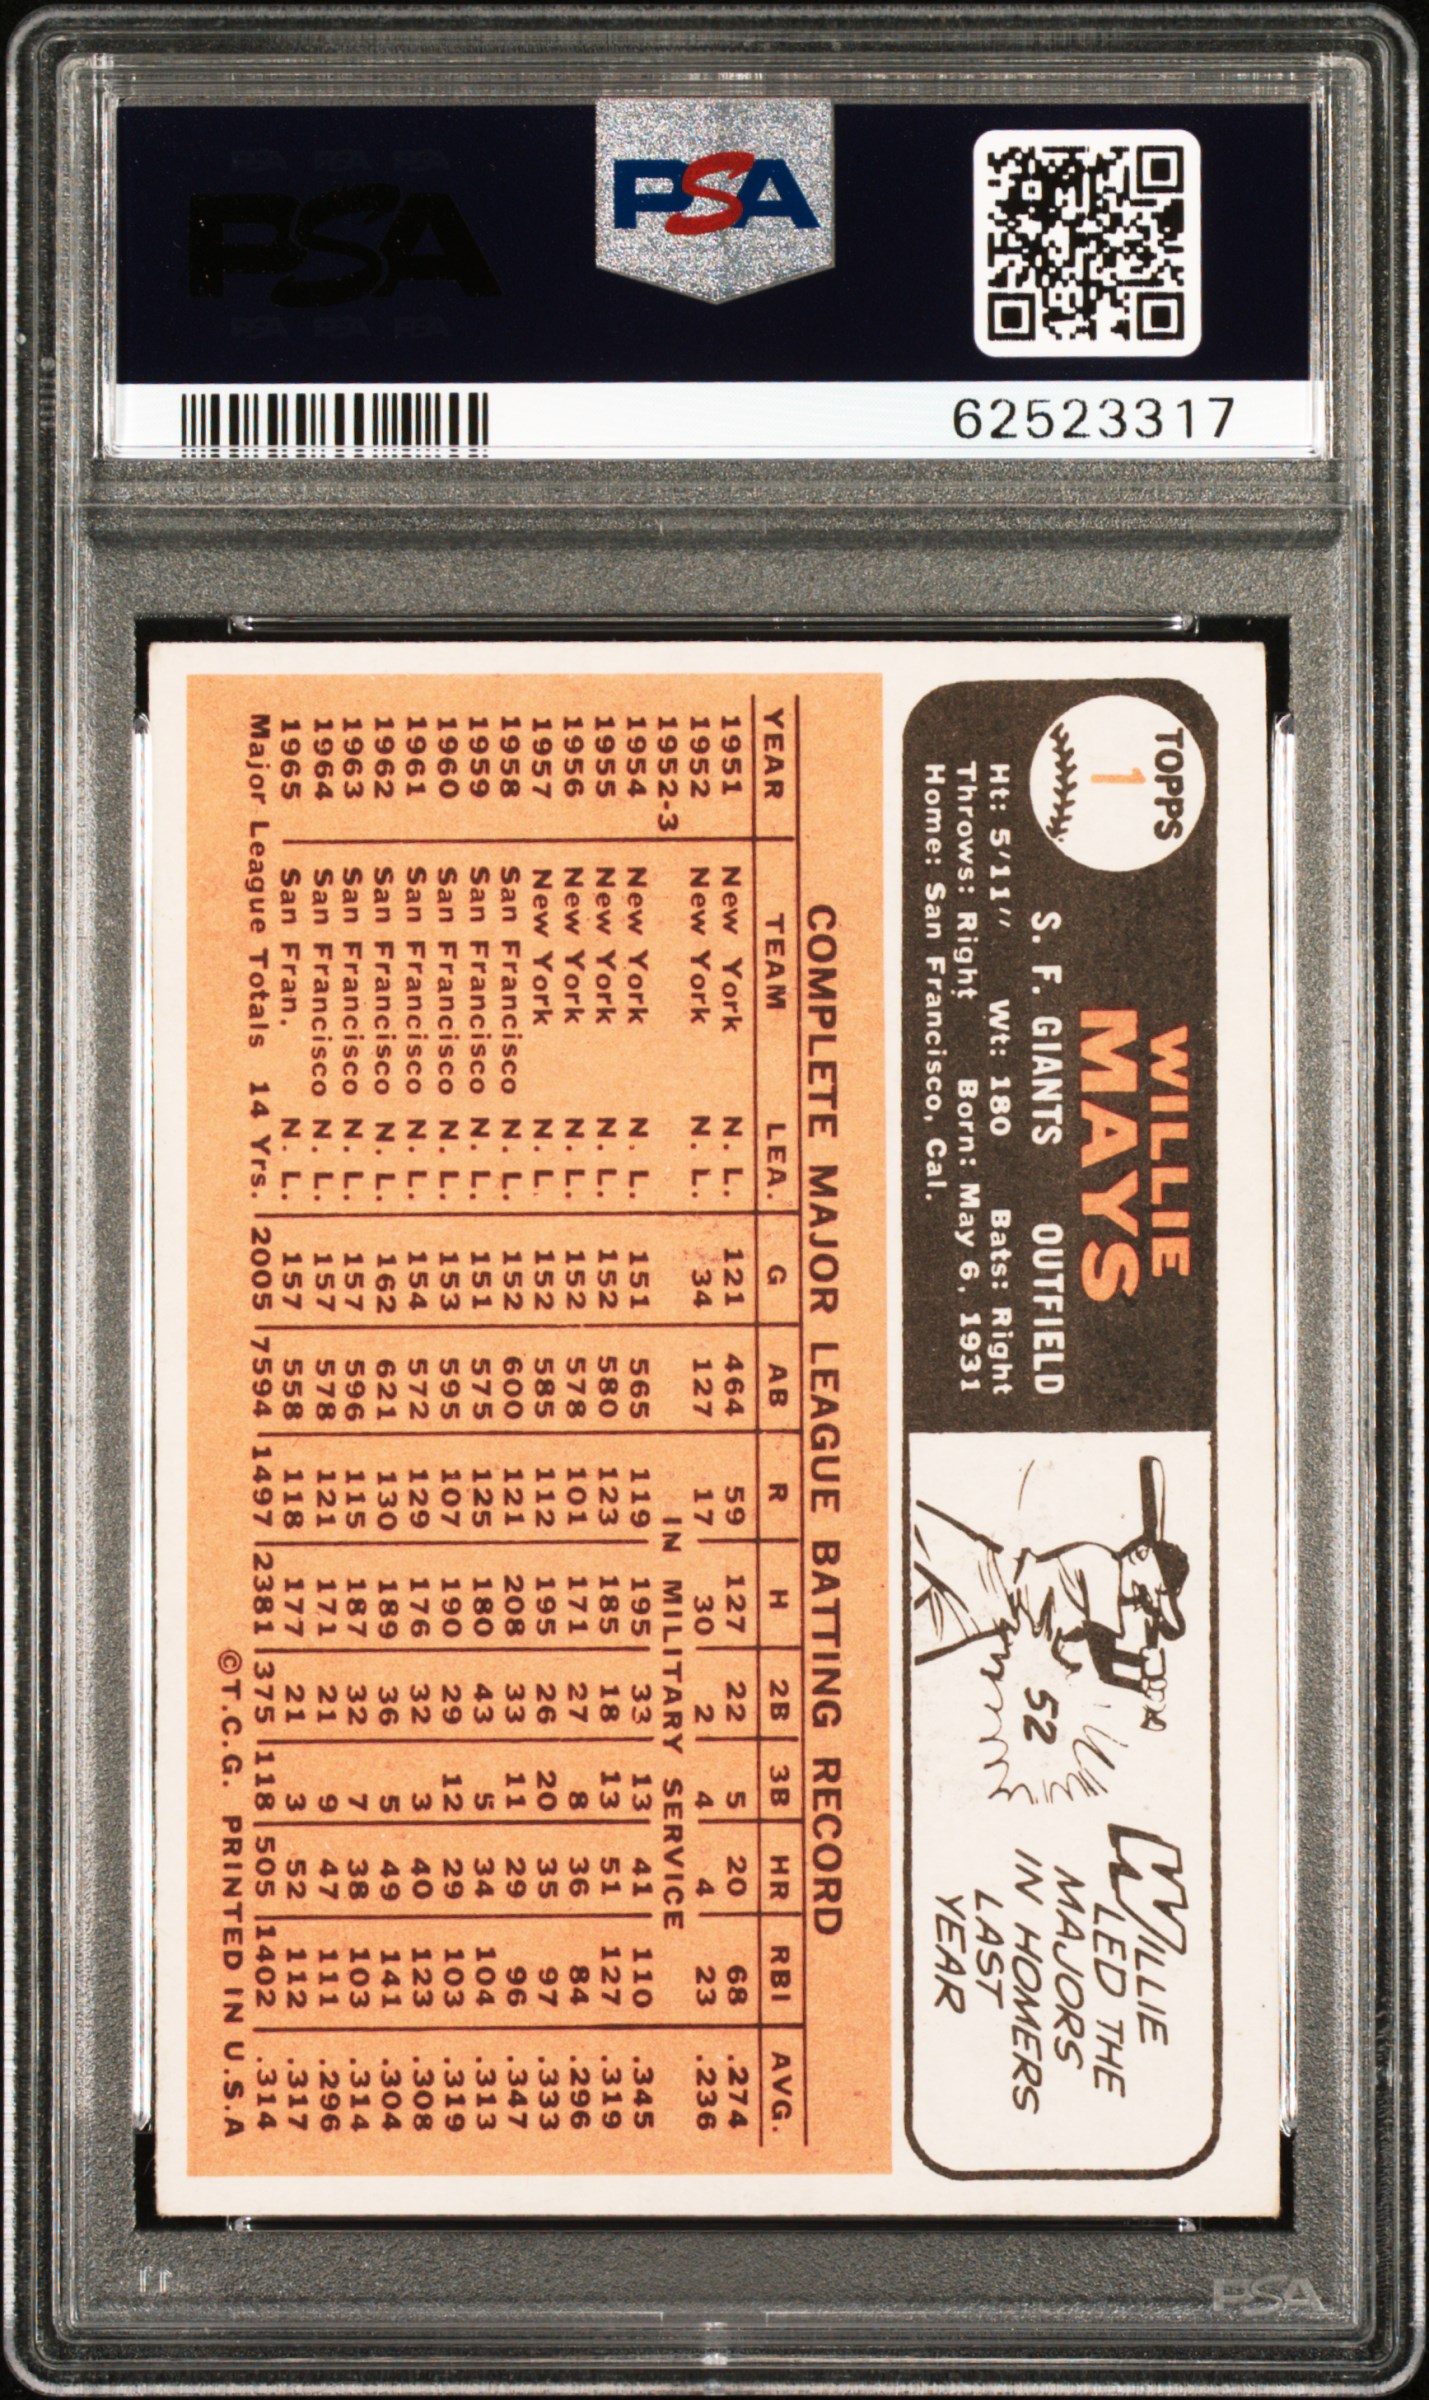 PSA PSA PSA
PSA
PSA PSA PSA
PSA
62523317
TOPPS
1
WILLIE
MAYS
S. F. GIANTS OUTFIELD
Ht: 5'11" Wt: 180 Bats: Right
Throws: Right Born: May 6, 1931
Home: San Francisco, Cal.
52
WILLIE
LED THE
MAJORS
IN HOMERS
LAST
YEAR
COMPLETE MAJOR LEAGUE BATTING RECORD
YEAR TEAM LEA. G AB R H 2B 3B HR RBI AVG.
1951 New York N. L. 121 464 59 127 22 5 20 68 .274
1952 New York N. L. 34 127 17 30 2 4 4 23 .236
1952-3 IN MILITARY SERVICE
1954 New York N. L. 151 565 119 195 33 13 41 110 .345
1955 New York N. L. 152 580 123 185 18 13 51 127 .319
1956 New York N. L. 152 578 101 171 27 8 36 84 .296
1957 New York N. L. 152 585 112 195 26 20 35 97 .333
1958 San Francisco N. L. 152 600 121 208 33 11 29 96 .347
1959 San Francisco N. L. 151 575 125 180 43 5 34 104 .313
1960 San Francisco N. L. 153 595 107 190 29 12 29 103 .319
1961 San Francisco N. L. 154 572 129 176 32 3 40 123 .308
1962 San Francisco N. L. 162 621 130 189 36 5 49 141 .304
1963 San Francisco N. L. 157 596 115 187 32 7 38 103 .314
1964 San Francisco N. L. 157 578 121 171 21 9 47 111 .296
1965 San Fran. N. L. 157 558 118 177 21 3 52 112 .317
Major League Totals 14 Yrs. 2005 7594 1497 2381 375 118 505 1402 .314
©T.C.G. PRINTED IN U.S.A
PSA